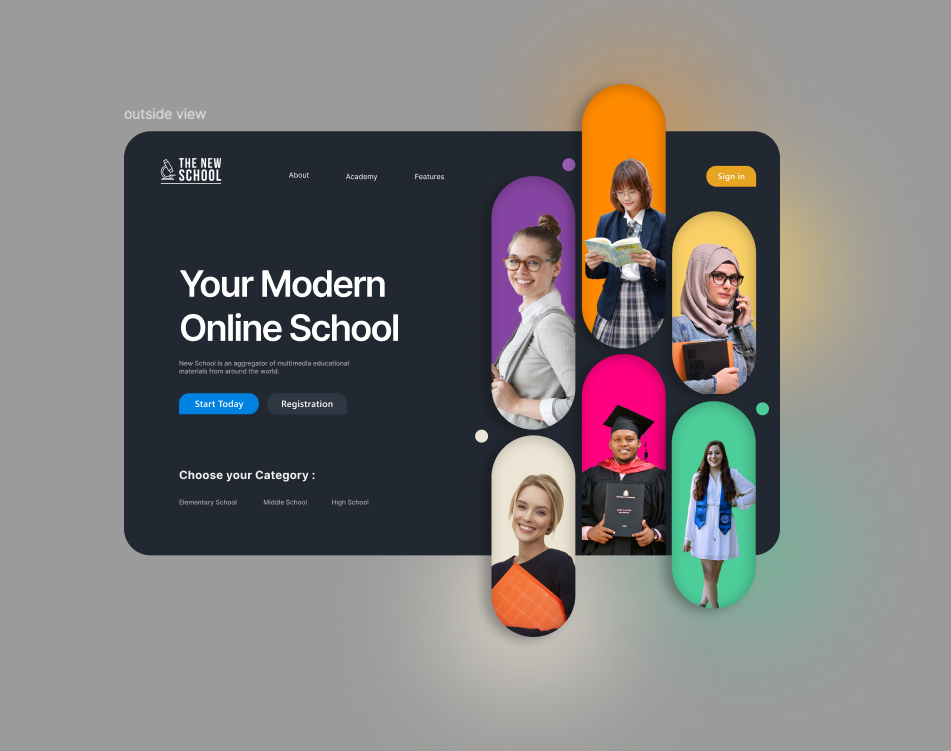 outside view
THE NEW
SCHOOL
About
Academy
Features
Sign in
Your Modern
Online School
New School is an aggregator of multimedia educational
materials from around the world.
Start Today
Registration
Choose your Category :
Elementary School
Middle School
High School